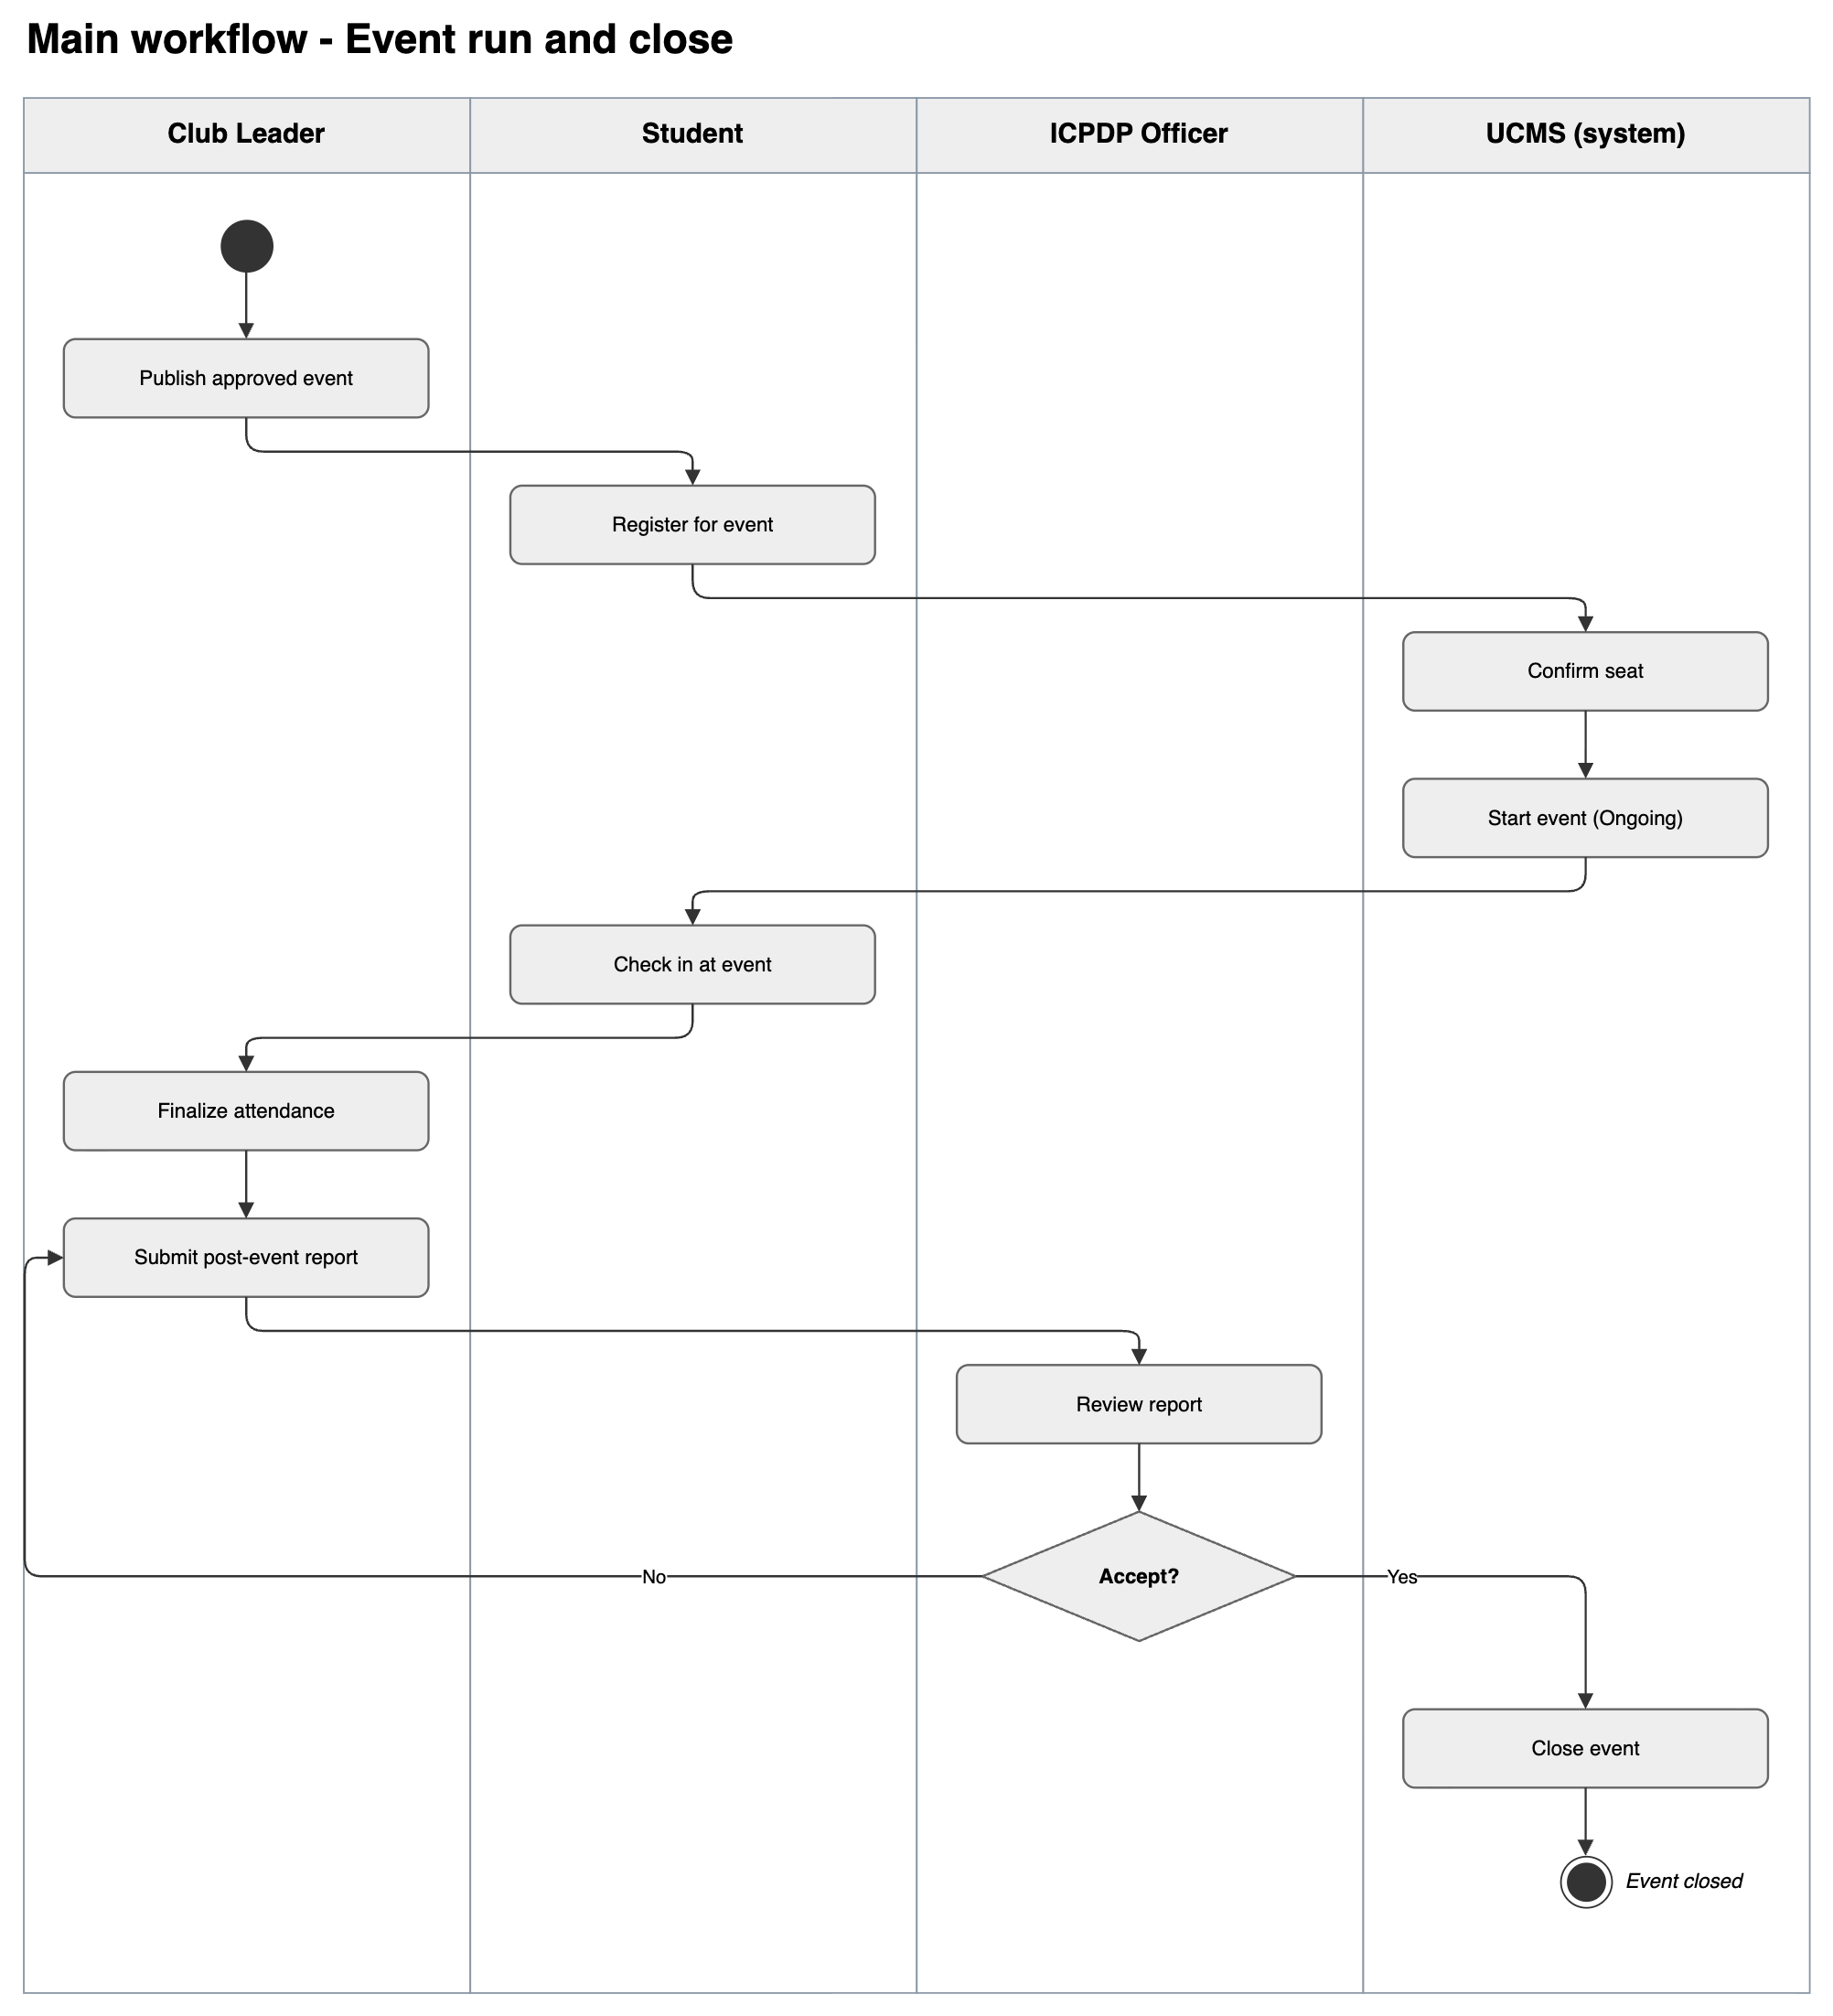 Main workflow - Event run and close
Club Leader
Student
ICPDP Officer
UCMS (system)
Publish approved event
Register for event
Confirm seat
Start event (Ongoing)
Check in at event
Finalize attendance
Submit post-event report
Review report
Accept?
No
Yes
Close event
Event closed